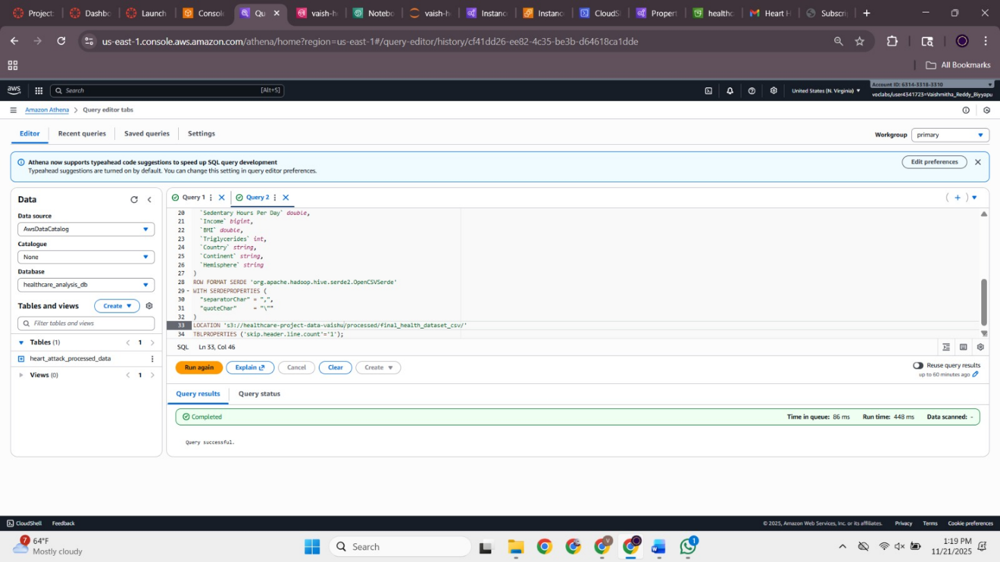 Project:
Dashbo
Launch
Console
Qu
vaish-h
Notebo
vaish-h
Instanc
Instanc
CloudS
Propert
healthc
Heart H
Subscri
us-east-1.console.aws.amazon.com/athena/home?region=us-east-1#/query-editor/history/cf41dd26-ee82-4c35-be3b-d64618ca1dde
All Bookmarks
aws
Search
[Alt+S]
United States (N. Virginia)
Account ID: 6314-3318-3310
voclabs/user4341723=Vaishmitha_Reddy_Biyyapu
Amazon Athena > Query editor tabs
Editor
Recent queries
Saved queries
Settings
Workgroup
primary
Athena now supports typeahead code suggestions to speed up SQL query development
Typeahead suggestions are turned on by default. You can change this setting in query editor preferences.
Edit preferences
Data
Data source
AwsDataCatalog
Catalogue
None
Database
healthcare_analysis_db
Tables and views
Create
Filter tables and views
Tables (1)
< 1 >
heart_attack_processed_data
Views (0)
< 1 >
Query 1
Query 2
20 `Sedentary Hours Per Day` double,
21 `Income` bigint,
22 `BMI` double,
23 `Triglycerides` int,
24 `Country` string,
25 `Continent` string,
26 `Hemisphere` string
27 )
28 ROW FORMAT SERDE 'org.apache.hadoop.hive.serde2.OpenCSVSerde'
29 WITH SERDEPROPERTIES (
30 "separatorChar" = ",",
31 "quoteChar" = "\""
32 )
33 LOCATION 's3://healthcare-project-data-vaishu/processed/final_health_dataset_csv/'
34 TBLPROPERTIES ('skip.header.line.count'='1');
SQL
Ln 33, Col 46
Run again
Explain
Cancel
Clear
Create
Reuse query results
up to 60 minutes ago
Query results
Query status
Completed
Time in queue: 86 ms
Run time: 448 ms
Data scanned: -
Query successful.
CloudShell
Feedback
© 2025, Amazon Web Services, Inc. or its affiliates.
Privacy
Terms
Cookie preferences
7
64°F
Mostly cloudy
Search
V
1
1:19 PM
11/21/2025